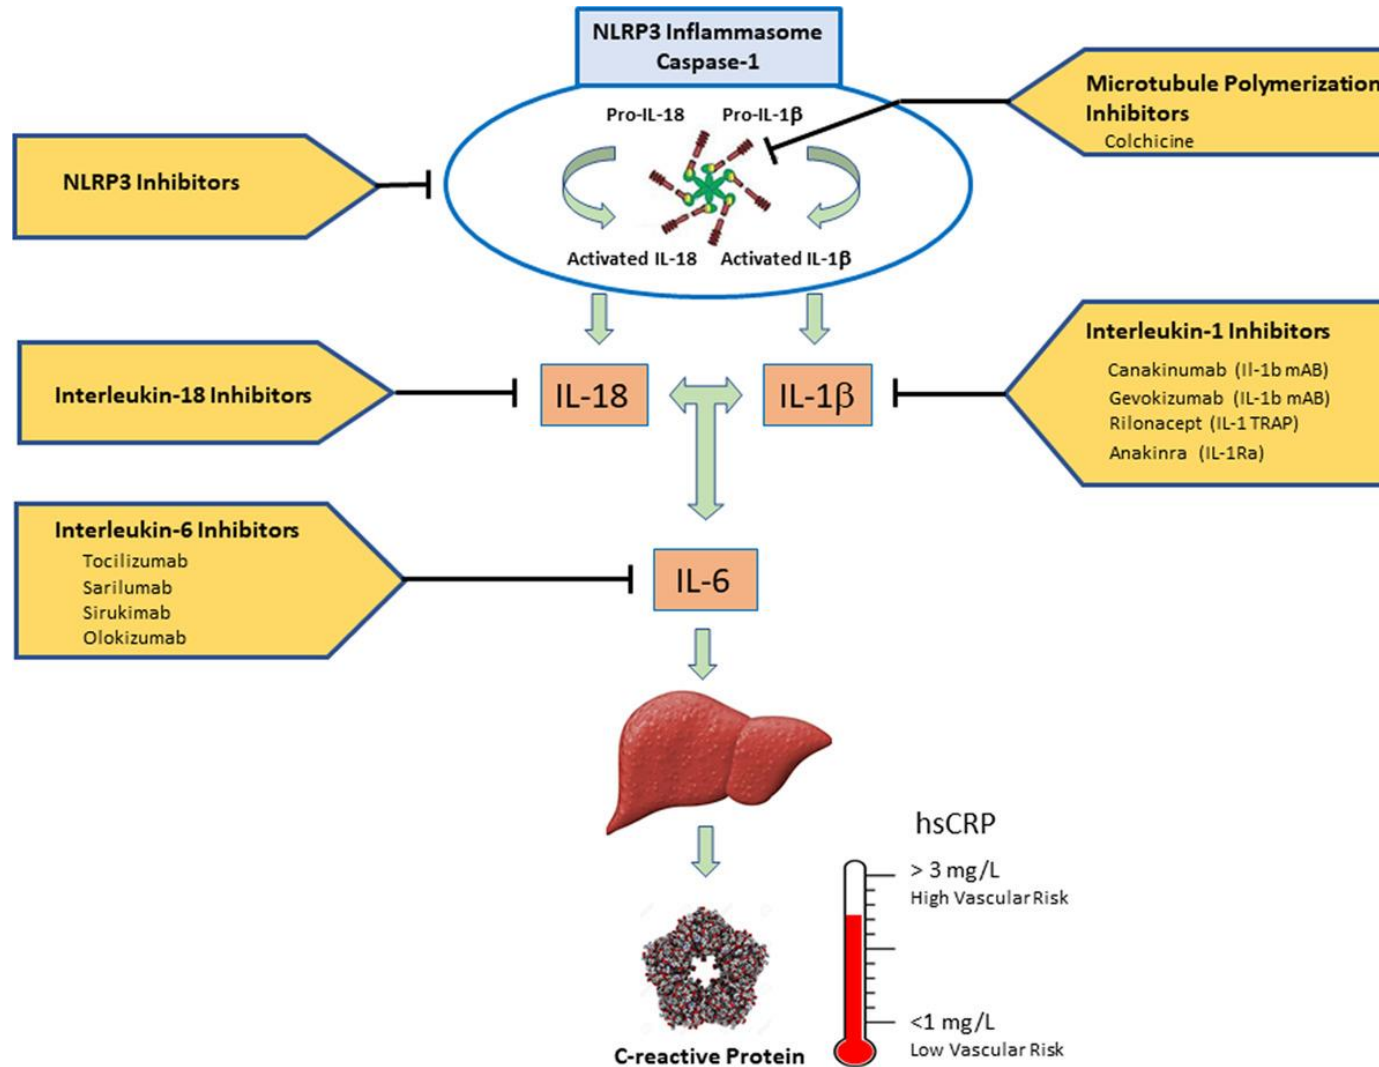 NLRP3 Inflammasome
Caspase-1
Microtubule Polymerization
Inhibitors
Colchicine
Pro-IL-18
Pro-IL-1β
NLRP3 Inhibitors
Activated IL-18
Activated IL-1β
Interleukin-1 Inhibitors
Canakinumab (Il-1b mAB)
Gevokizumab (IL-1b mAB)
Rilonacept (IL-1 TRAP)
Anakinra (IL-1Ra)
Interleukin-18 Inhibitors
IL-18
IL-1β
Interleukin-6 Inhibitors
Tocilizumab
Sarilumab
Sirukimab
Olokizumab
IL-6
hsCRP
> 3 mg/L
High Vascular Risk
<1 mg/L
Low Vascular Risk
C-reactive Protein